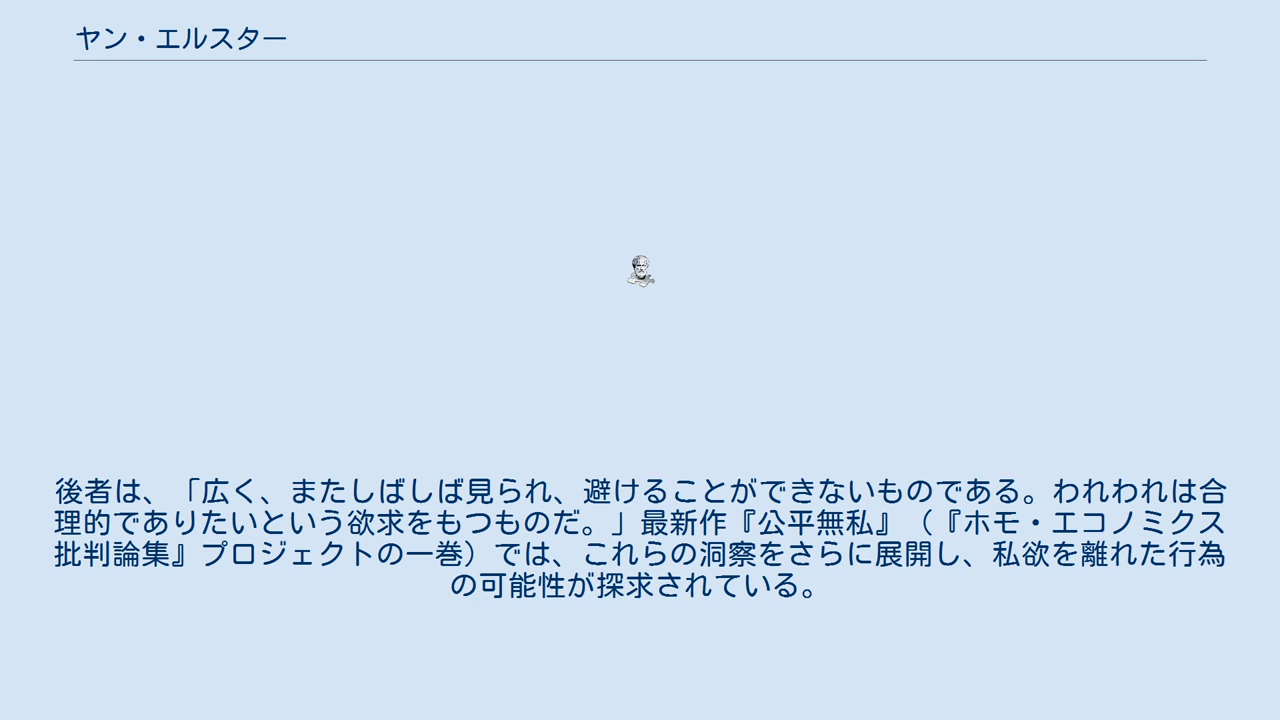 ヤン・エルスター
後者は、「広く、またしばしば見られ、避けることができないものである。われわれは合
理的でありたいという欲求をもつものだ。」最新作『公平無私』（『ホモ・エコノミクス
批判論集』プロジェクトの一巻）では、これらの洞察をさらに展開し、私欲を離れた行為
の可能性が探求されている。